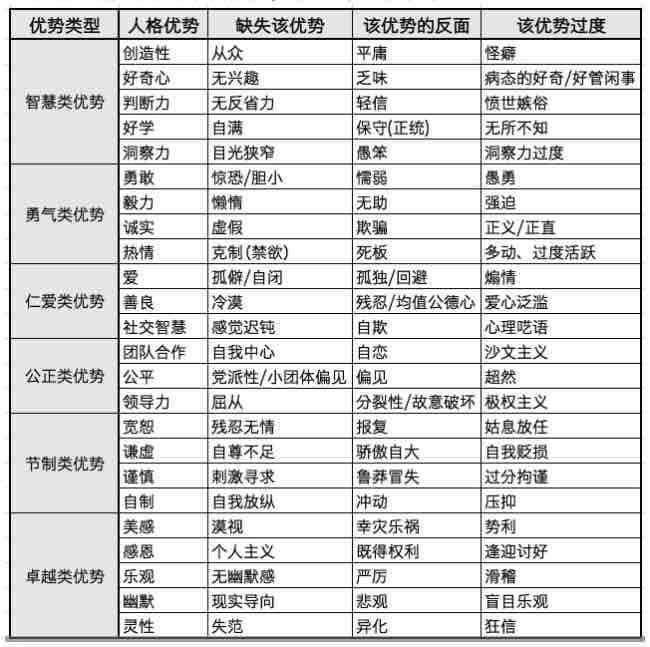 优势类型 人格优势 缺失该优势 该优势的反面 该优势过度
智慧类优势
创造性 从众 平庸 怪癖
好奇心 无兴趣 乏味 病态的好奇/好管闲事
判断力 无反省力 轻信 愤世嫉俗
好学 自满 保守(正统) 无所不知
洞察力 目光狭窄 愚笨 洞察力过度
勇气类优势
勇敢 惊恐/胆小 懦弱 愚勇
毅力 懒惰 无助 强迫
诚实 虚假 欺骗 正义/正直
热情 克制(禁欲) 死板 多动、过度活跃
仁爱类优势
爱 孤僻/自闭 孤独/回避 煽情
善良 冷漠 残忍/均值公德心 爱心泛滥
社交智慧 感觉迟钝 自欺 心理呓语
公正类优势
团队合作 自我中心 自恋 沙文主义
公平 党派性/小团体偏见 偏见 超然
领导力 屈从 分裂性/故意破坏 极权主义
节制类优势
宽恕 残忍无情 报复 姑息放任
谦虚 自尊不足 骄傲自大 自我贬损
谨慎 刺激寻求 鲁莽冒失 过分拘谨
自制 自我放纵 冲动 压抑
卓越类优势
美感 漠视 幸灾乐祸 势利
感恩 个人主义 既得权利 逢迎讨好
乐观 无幽默感 严厉 滑稽
幽默 现实导向 悲观 盲目乐观
灵性 失范 异化 狂信